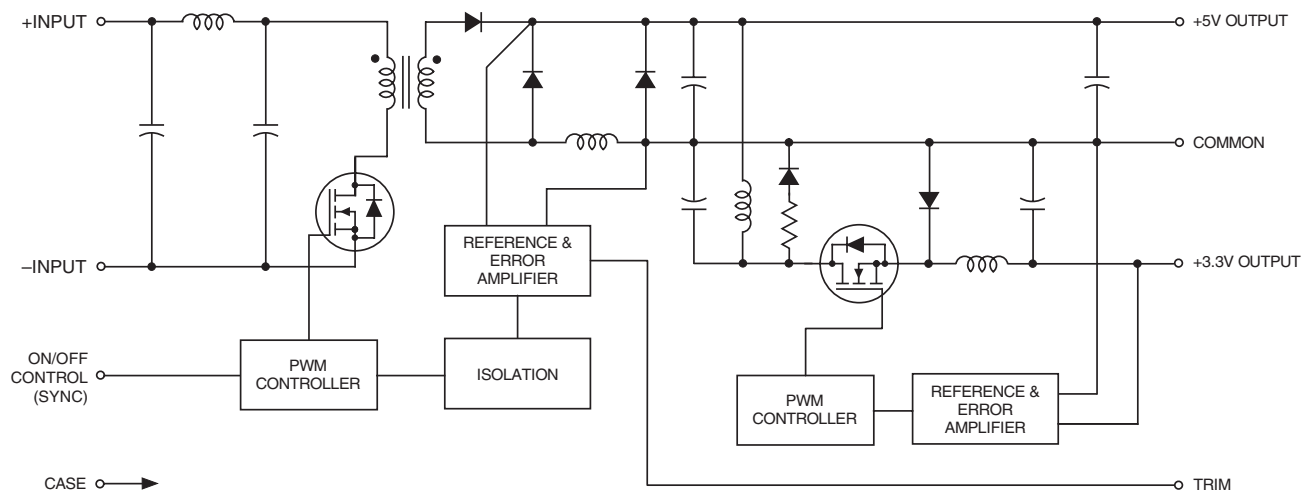 +INPUT
+5V OUTPUT
COMMON
–INPUT
REFERENCE &
ERROR
AMPLIFIER
+3.3V OUTPUT
ON/OFF
CONTROL
(SYNC)
PWM
CONTROLLER
ISOLATION
PWM
CONTROLLER
REFERENCE &
ERROR
AMPLIFIER
CASE
TRIM